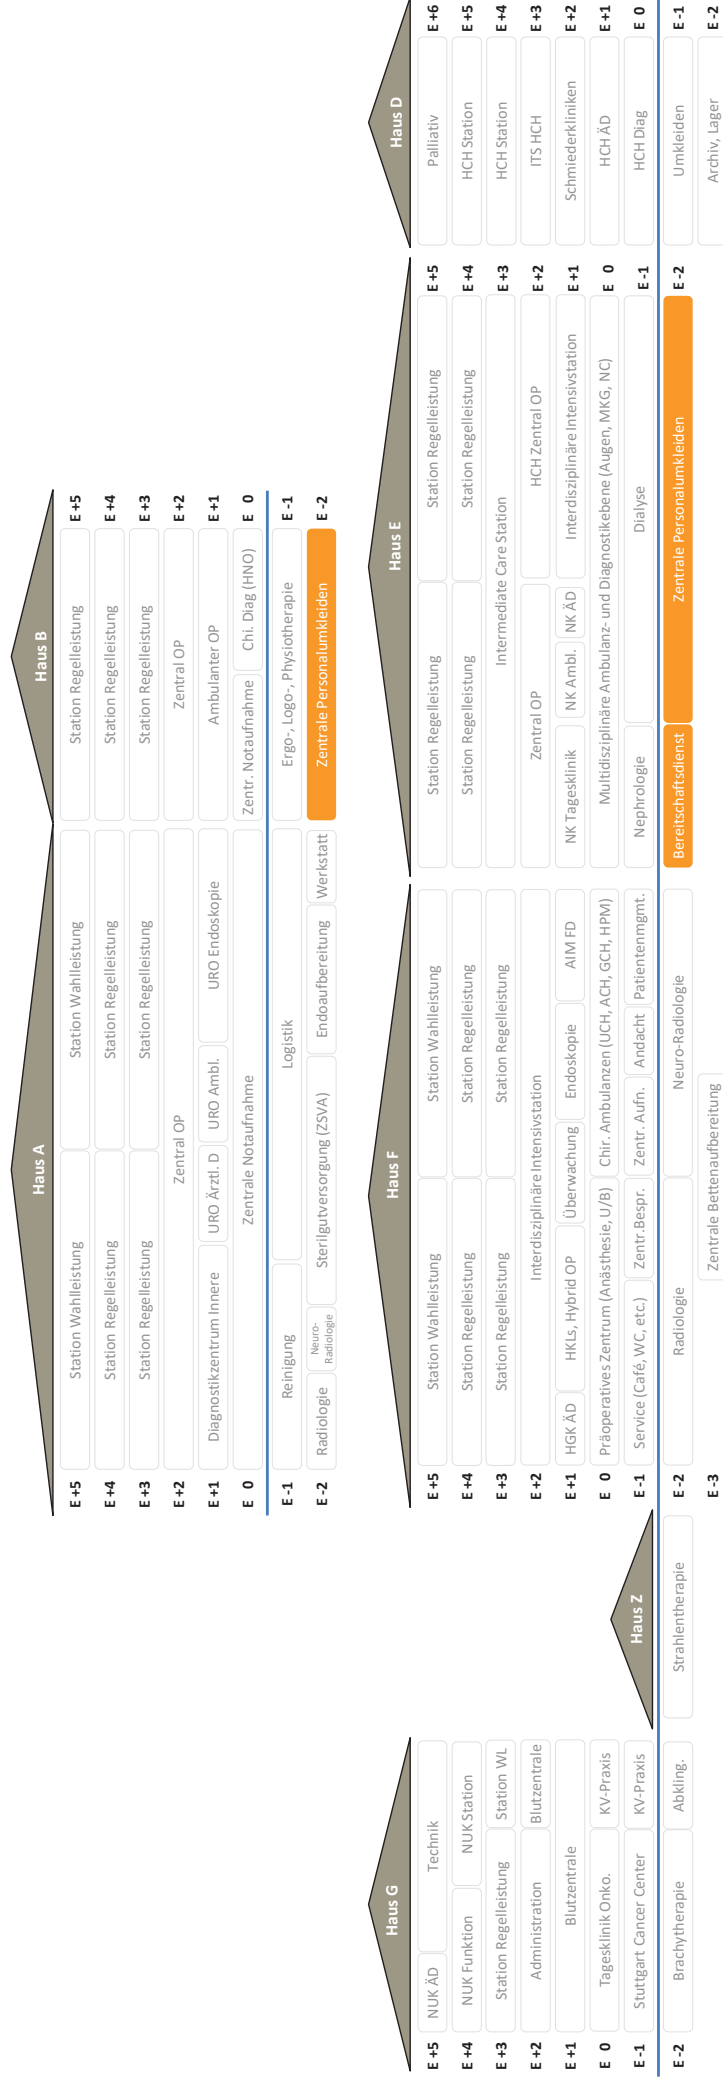 Haus A
Haus B
E +5
Station Wahlleistung
Station Wahlleistung
Station Regelleistung
E +5
E +4
Station Regelleistung
Station Regelleistung
Station Regelleistung
E +4
E +3
Station Regelleistung
Station Regelleistung
Station Regelleistung
E +3
E +2
Zentral OP
Zentral OP
E +2
E +1
Diagnostikzentrum Innere
URO Ärztl. D
URO Ambl.
URO Endoskopie
Ambulanter OP
E +1
E 0
Zentrale Notaufnahme
Zentr. Notaufnahme
Chi. Diag (HNO)
E 0
E -1
Reinigung
Logistik
Ergo-, Logo-, Physiotherapie
E -1
E -2
Radiologie
Neuro-
Radiologie
Sterilgutversorgung (ZSVA)
Endoaufbereitung
Werkstatt
Zentrale Personalumkleiden
E -2
Haus G
E +5
NUK ÄD
Technik
E +4
NUK Funktion
NUK Station
E +3
Station Regelleistung
Station WL
E +2
Administration
Blutzentrale
E +1
Blutzentrale
E 0
Tagesklinik Onko.
KV-Praxis
E -1
Stuttgart Cancer Center
KV-Praxis
E -2
Brachytherapie
Abkling.
Haus Z
Strahlentherapie
Haus F
E +5
Station Wahlleistung
Station Wahlleistung
E +4
Station Regelleistung
Station Regelleistung
E +3
Station Regelleistung
Station Regelleistung
E +2
Interdisziplinäre Intensivstation
E +1
HGK ÄD
HKLs, Hybrid OP
Überwachung
Endoskopie
AIM FD
E 0
Präoperatives Zentrum (Anästhesie, U/B)
Chir. Ambulanzen (UCH, ACH, GCH, HPM)
E -1
Service (Café, WC, etc.)
Zentr.Bespr.
Zentr. Aufn.
Andacht
Patientenmgmt.
E -2
Radiologie
Neuro-Radiologie
E -3
Zentrale Bettenaufbereitung
Haus E
Station Regelleistung
Station Regelleistung
E +5
Station Regelleistung
Station Regelleistung
E +4
Intermediate Care Station
E +3
Zentral OP
HCH Zentral OP
E +2
NK Tagesklinik
NK Ambl.
NK ÄD
Interdisziplinäre Intensivstation
E +1
Multidisziplinäre Ambulanz- und Diagnostikebene (Augen, MKG, NC)
E 0
Nephrologie
Dialyse
E -1
Bereitschaftsdienst
Zentrale Personalumkleiden
E -2
Haus D
Palliativ
E +6
HCH Station
E +5
HCH Station
E +4
ITS HCH
E +3
Schmiederkliniken
E +2
HCH ÄD
E +1
HCH Diag
E 0
Umkleiden
E -1
Archiv, Lager
E -2